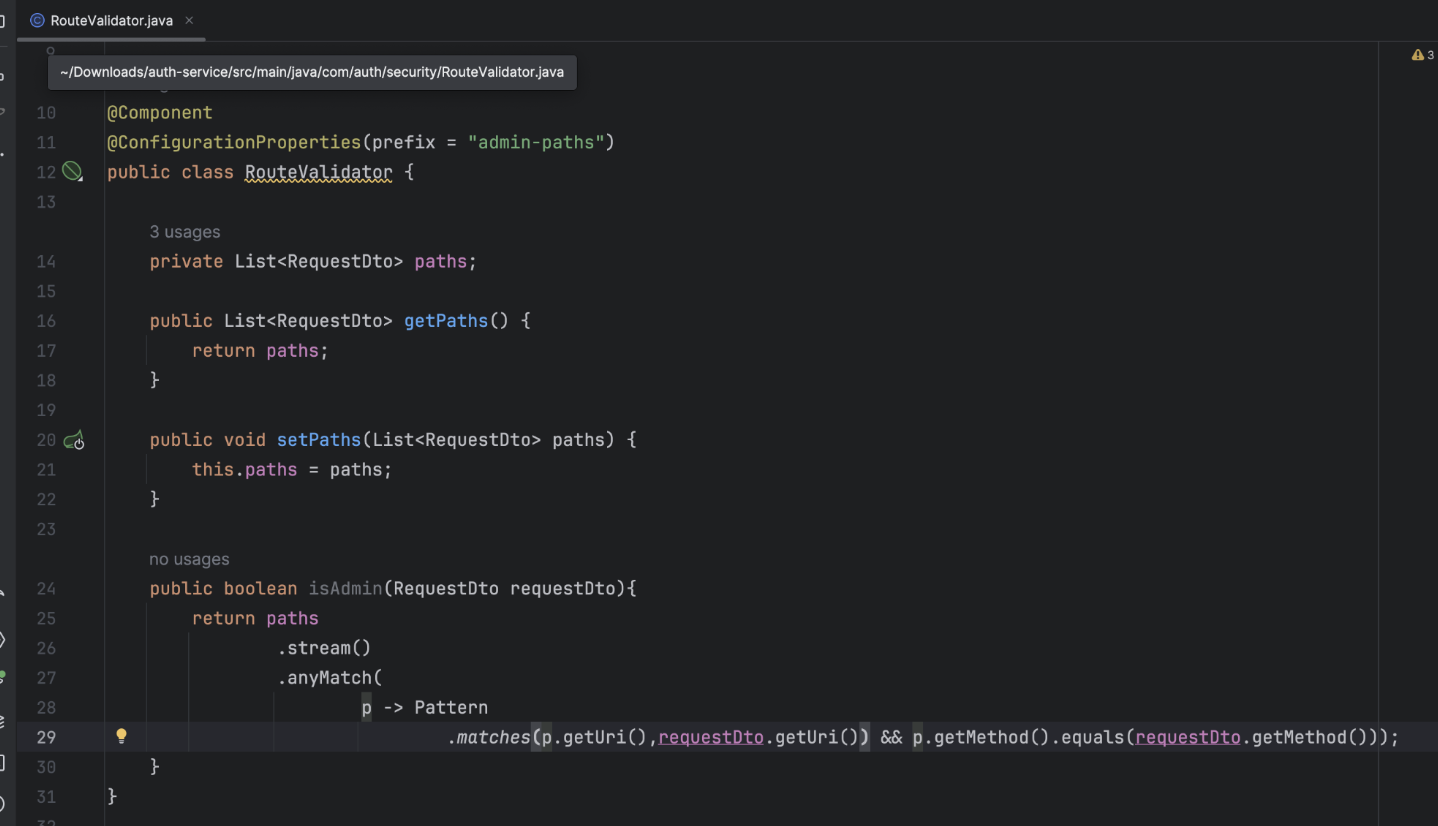 RouteValidator.java
3
9
~/Downloads/auth-service/src/main/java/com/auth/security/RouteValidator.java
10 @Component
11 @ConfigurationProperties(prefix = "admin-paths")
12 public class RouteValidator {
13
3 usages
14 private List<RequestDto> paths;
15
16 public List<RequestDto> getPaths() {
17 return paths;
18 }
19
20 public void setPaths(List<RequestDto> paths) {
21 this.paths = paths;
22 }
23
no usages
24 public boolean isAdmin(RequestDto requestDto){
25 return paths
26 .stream()
27 .anyMatch(
28 p -> Pattern
29 .matches(p.getUri(),requestDto.getUri()) && p.getMethod().equals(requestDto.getMethod()));
30 }
31 }
32